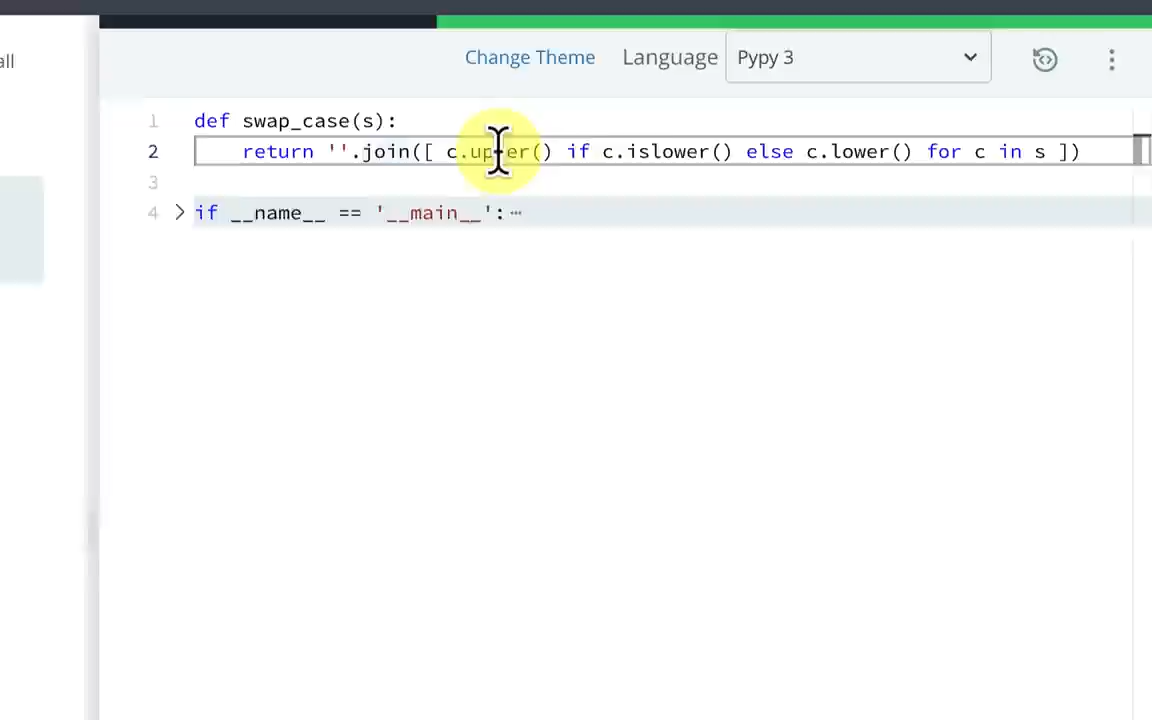 all
Change Theme Language Pypy 3
1 def swap_case(s):
2 return ''.join([ c.upper() if c.islower() else c.lower() for c in s ])
3
4 if __name__ == '__main__':